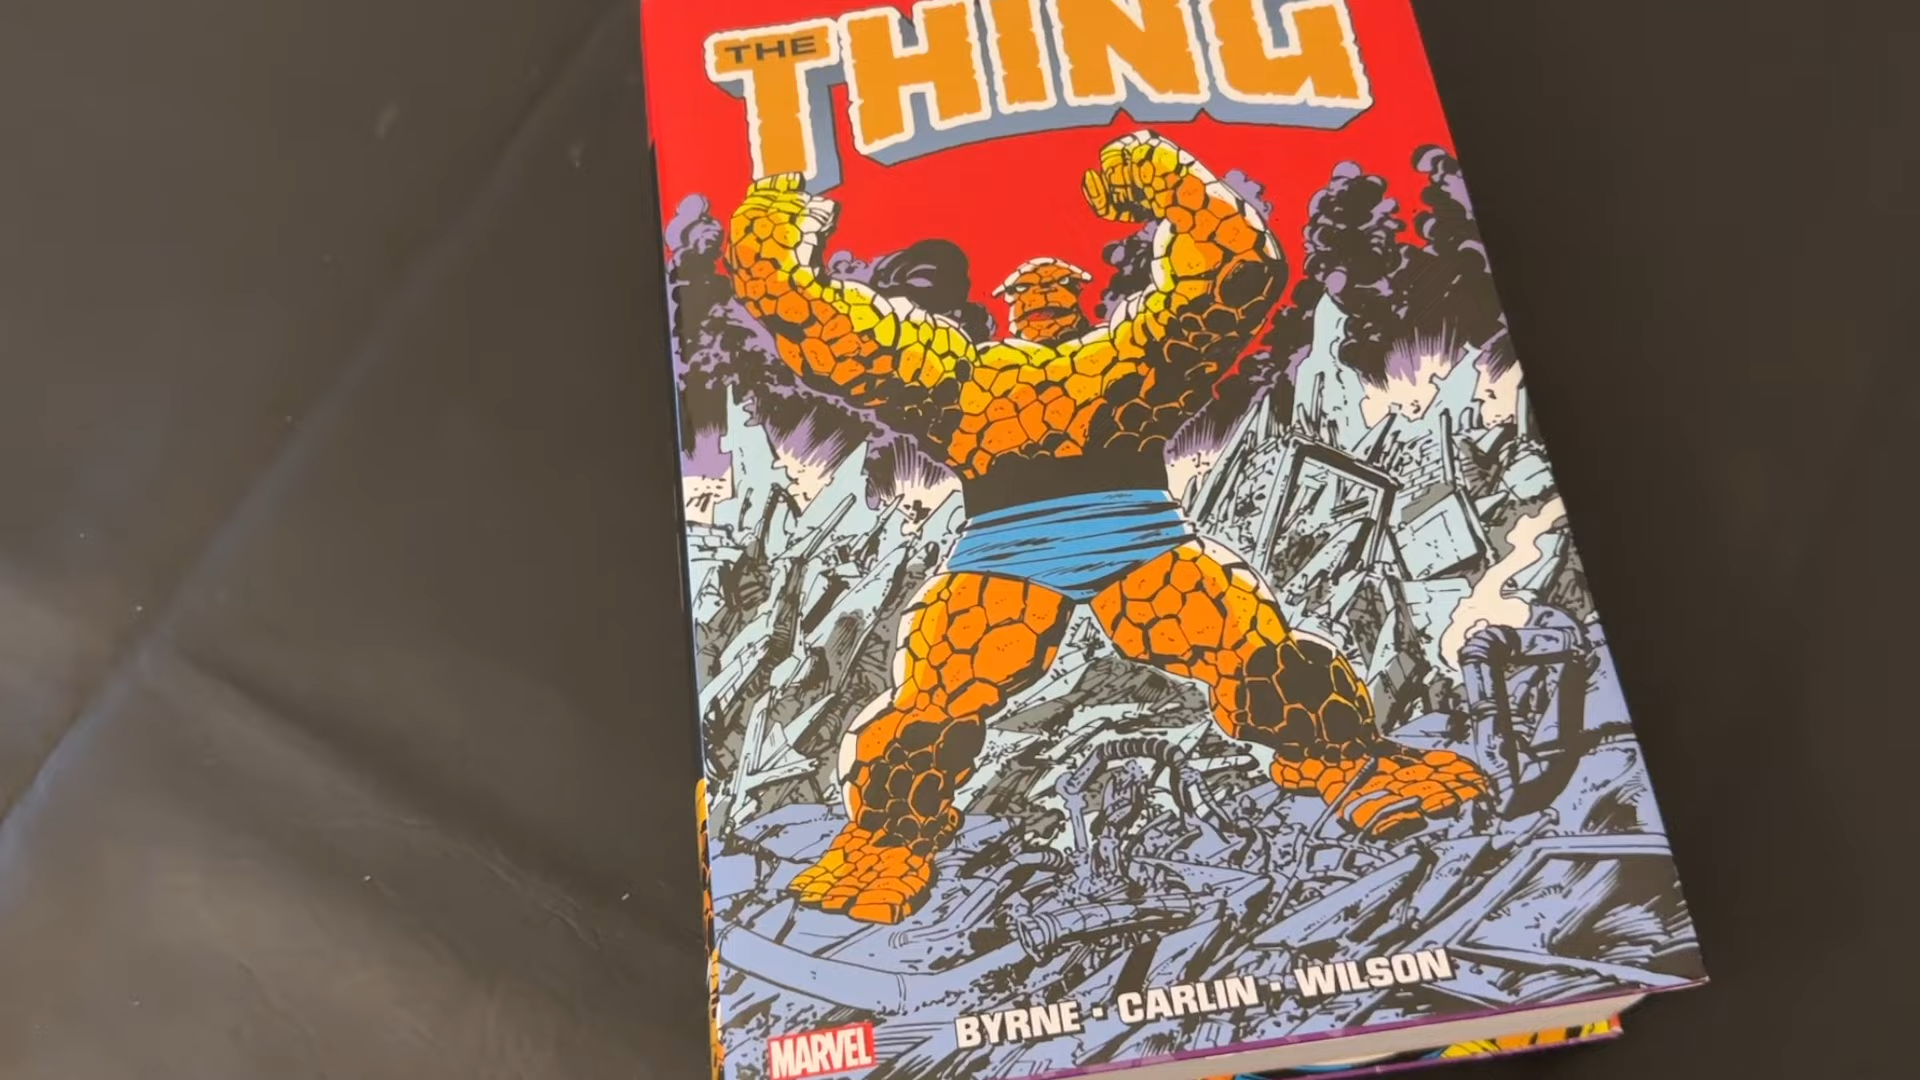 THE
THING
BYRNE · CARLIN · WILSON
MARVEL